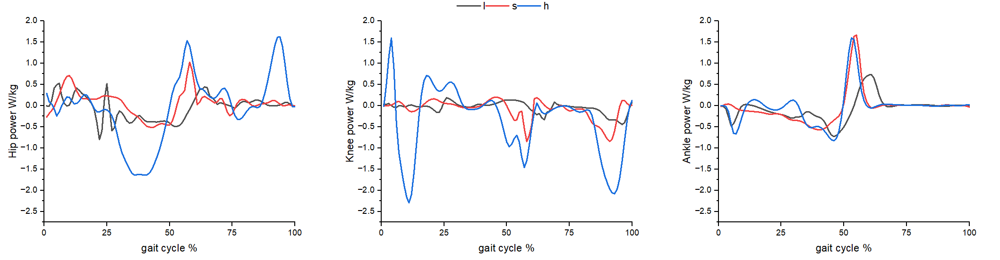 l s h
2.0 2.0 2.0
1.5 1.5 1.5
1.0 1.0 1.0
0.5 0.5 0.5
0.0 0.0 0.0
−0.5 −0.5 −0.5
−1.0 −1.0 −1.0
−1.5 −1.5 −1.5
−2.0 −2.0 −2.0
−2.5 −2.5 −2.5
Hip power W/kg
Knee power W/kg
Ankle power W/kg
0 25 50 75 100 0 25 50 75 100 0 25 50 75 100
gait cycle % gait cycle % gait cycle %